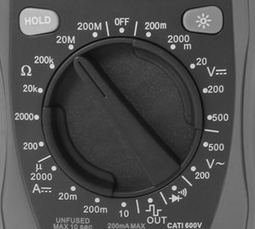 HOLD
OFF
200M
20M
Ω
200k
20k
2000
200
μ
2000
A⎓
20m
200m
10
200m
2000
m
20
V⎓
200
500
500
V~
200
OUT
UNFUSED
MAX 10 sec
200mA MAX
CATI 600V